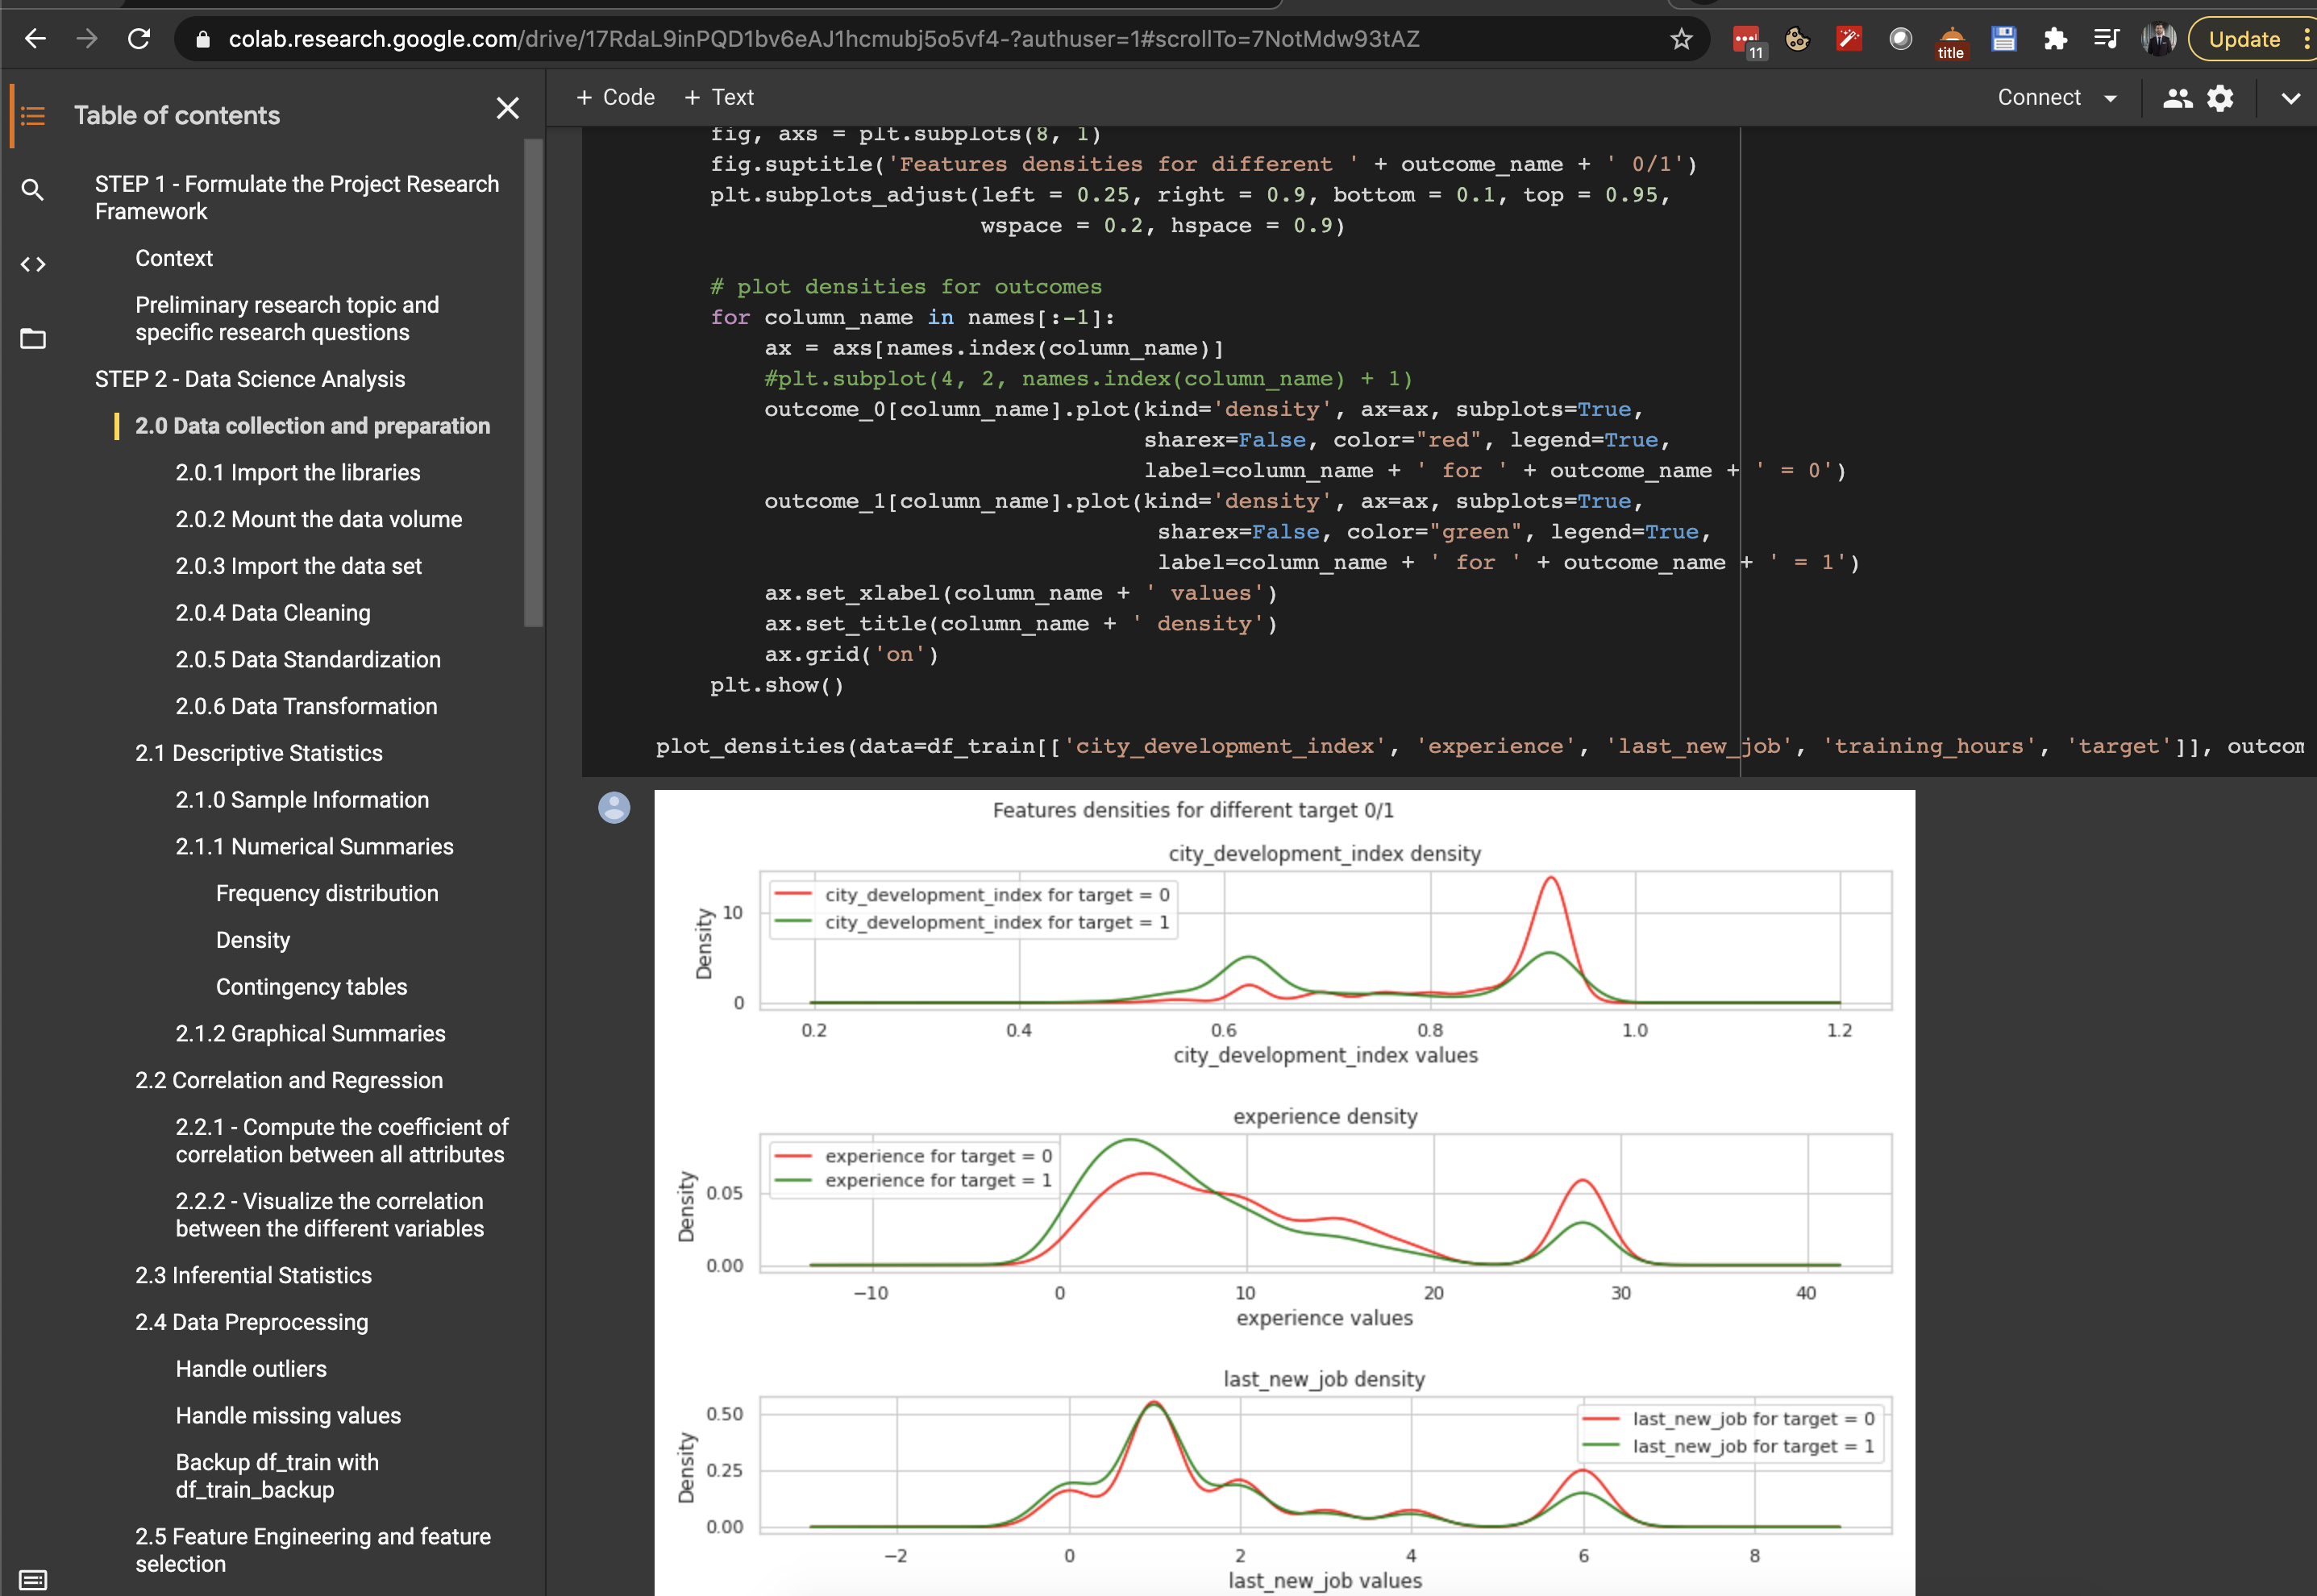 colab.research.google.com/drive/17RdaL9inPQD1bv6eAJ1hcmubj5o5vf4-?authuser=1#scrollTo=7NotMdw93tAZ
11
title
Update
Table of contents
STEP 1 - Formulate the Project Research
Framework
Context
Preliminary research topic and
specific research questions
STEP 2 - Data Science Analysis
2.0 Data collection and preparation
2.0.1 Import the libraries
2.0.2 Mount the data volume
2.0.3 Import the data set
2.0.4 Data Cleaning
2.0.5 Data Standardization
2.0.6 Data Transformation
2.1 Descriptive Statistics
2.1.0 Sample Information
2.1.1 Numerical Summaries
Frequency distribution
Density
Contingency tables
2.1.2 Graphical Summaries
2.2 Correlation and Regression
2.2.1 - Compute the coefficient of
correlation between all attributes
2.2.2 - Visualize the correlation
between the different variables
2.3 Inferential Statistics
2.4 Data Preprocessing
Handle outliers
Handle missing values
Backup df_train with
df_train_backup
2.5 Feature Engineering and feature
selection
+ Code + Text
Connect
fig, axs = plt.subplots(8, 1)
fig.suptitle('Features densities for different ' + outcome_name + ' 0/1')
plt.subplots_adjust(left = 0.25, right = 0.9, bottom = 0.1, top = 0.95,
wspace = 0.2, hspace = 0.9)
# plot densities for outcomes
for column_name in names[:-1]:
ax = axs[names.index(column_name)]
#plt.subplot(4, 2, names.index(column_name) + 1)
outcome_0[column_name].plot(kind='density', ax=ax, subplots=True,
sharex=False, color="red", legend=True,
label=column_name + ' for ' + outcome_name + ' = 0')
outcome_1[column_name].plot(kind='density', ax=ax, subplots=True,
sharex=False, color="green", legend=True,
label=column_name + ' for ' + outcome_name + ' = 1')
ax.set_xlabel(column_name + ' values')
ax.set_title(column_name + ' density')
ax.grid('on')
plt.show()
plot_densities(data=df_train[['city_development_index', 'experience', 'last_new_job', 'training_hours', 'target']], outcom
Features densities for different target 0/1
city_development_index density
city_development_index for target = 0
city_development_index for target = 1
Density
10
0
0.2 0.4 0.6 0.8 1.0 1.2
city_development_index values
experience density
experience for target = 0
experience for target = 1
Density
0.05
0.00
−10 0 10 20 30 40
experience values
last_new_job density
last_new_job for target = 0
last_new_job for target = 1
Density
0.50
0.25
0.00
−2 0 2 4 6 8
last_new_job values